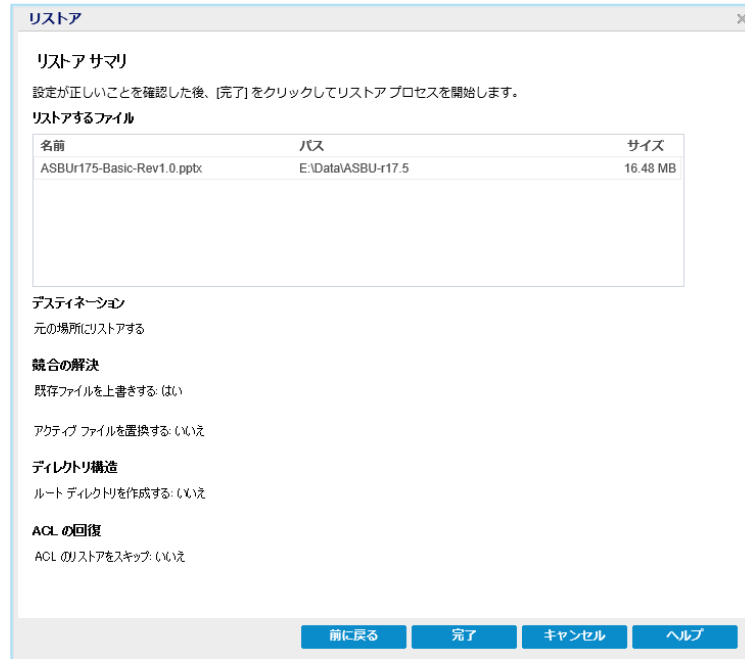 リストア
リストア サマリ
設定が正しいことを確認した後、[完了] をクリックしてリストア プロセスを開始します。
リストアするファイル
名前 パス サイズ
ASBUr175-Basic-Rev1.0.pptx E:\Data\ASBU-r17.5 16.48 MB
デスティネーション
元の場所にリストアする
競合の解決
既存ファイルを上書きする: はい
アクティブ ファイルを置換する: いいえ
ディレクトリ構造
ルート ディレクトリを作成する: いいえ
ACL の回復
ACL のリストアをスキップ: いいえ
前に戻る 完了 キャンセル ヘルプ